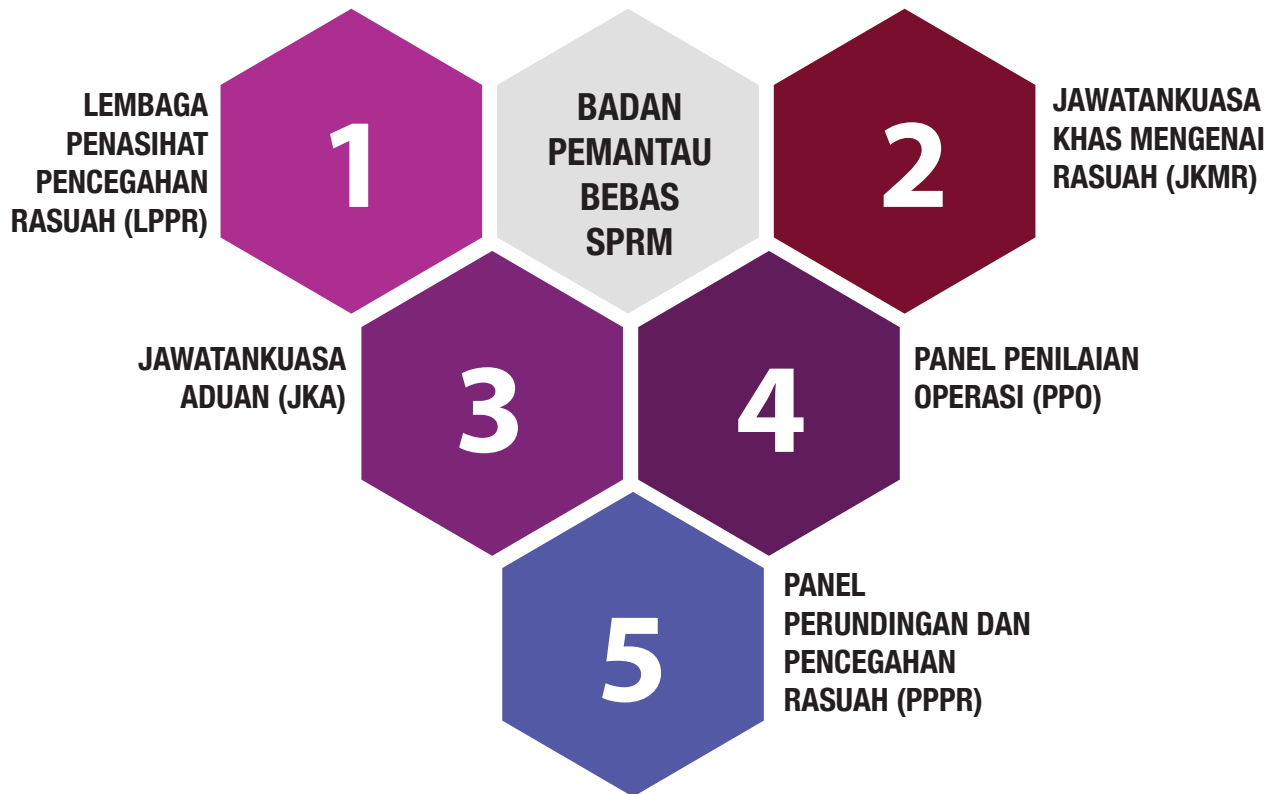 LEMBAGA
PENASIHAT
PENCEGAHAN
RASUAH (LPPR)
1
BADAN
PEMANTAU
BEBAS
SPRM
2
JAWATANKUASA
KHAS MENGENAI
RASUAH (JKMR)
JAWATANKUASA
ADUAN (JKA)
3
4
PANEL PENILAIAN
OPERASI (PPO)
5
PANEL
PERUNDINGAN DAN
PENCEGAHAN
RASUAH (PPPR)